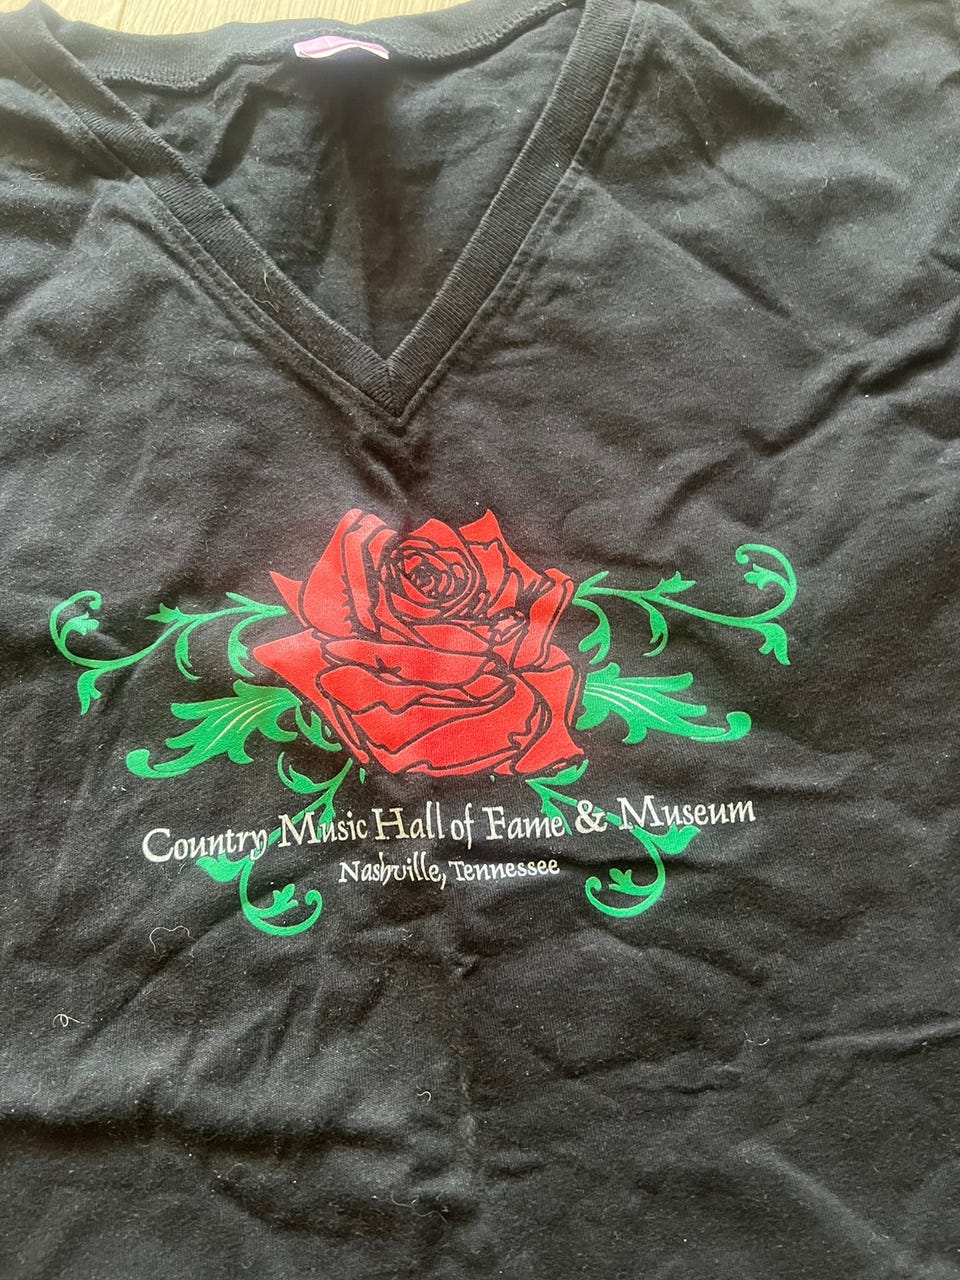 Country Music Hall of Fame & Museum
Nashville, Tennessee